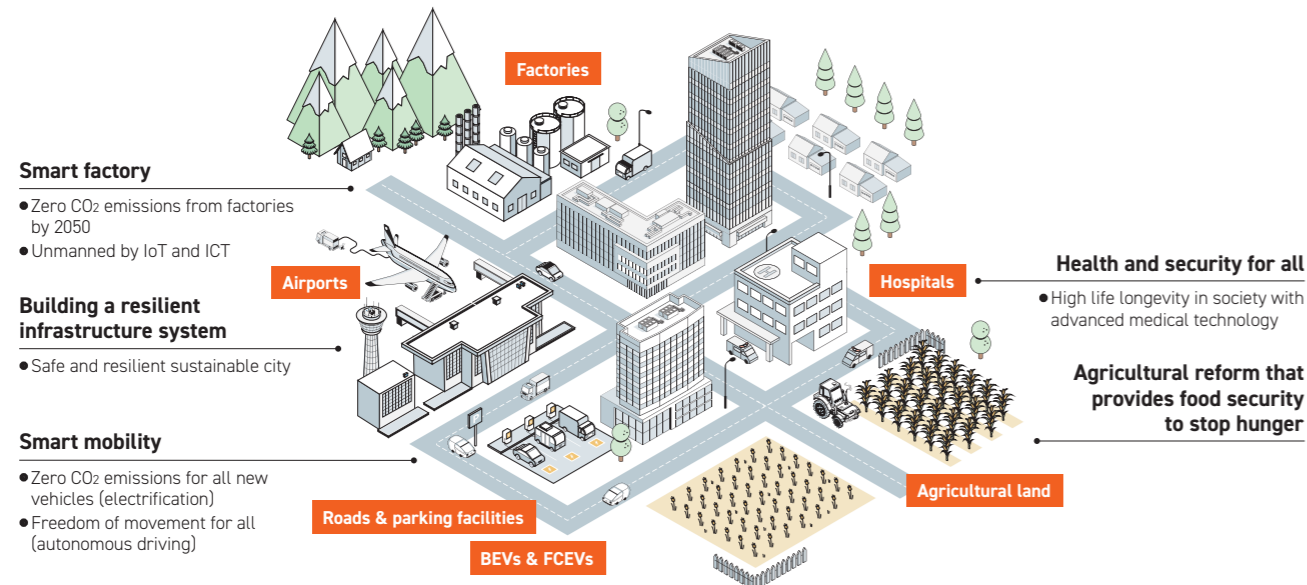 Factories
Smart factory
● Zero CO2 emissions from factories
by 2050
● Unmanned by IoT and ICT
Airports
Building a resilient
infrastructure system
● Safe and resilient sustainable city
Smart mobility
● Zero CO2 emissions for all new
vehicles (electrification)
● Freedom of movement for all
(autonomous driving)
Roads & parking facilities
BEVs & FCEVs
Hospitals
Health and security for all
● High life longevity in society with
advanced medical technology
Agricultural reform that
provides food security
to stop hunger
Agricultural land
H